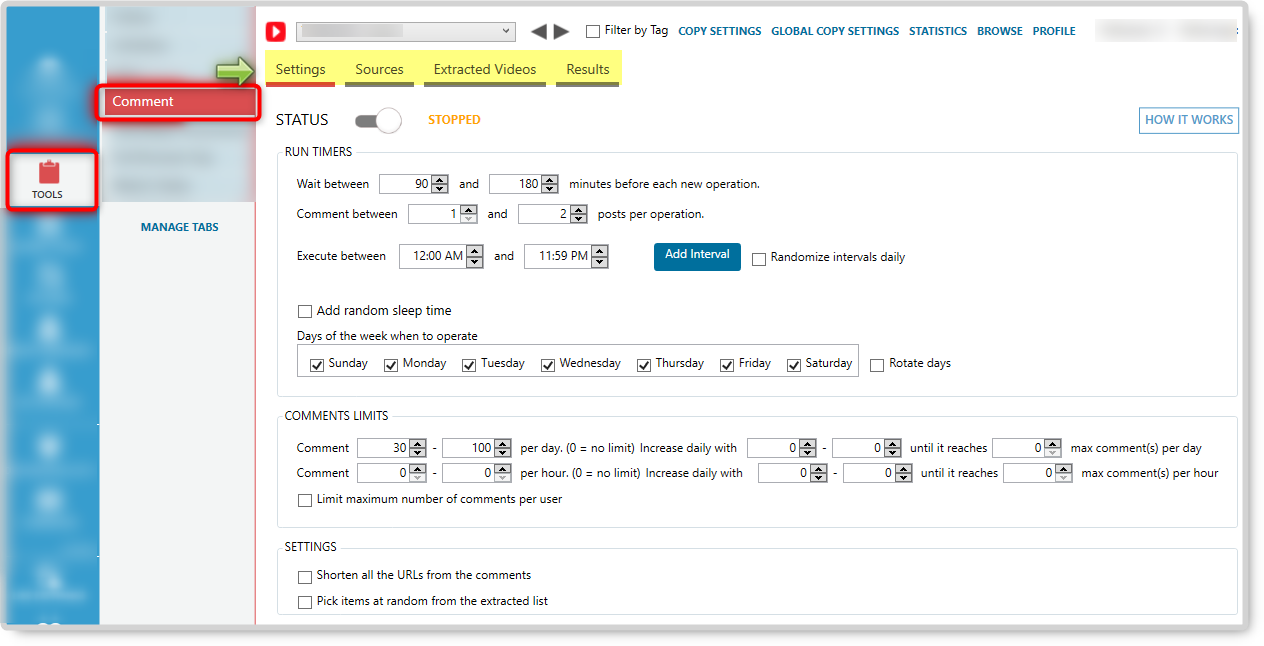 Filter by Tag COPY SETTINGS GLOBAL COPY SETTINGS STATISTICS BROWSE PROFILE
Settings Sources Extracted Videos Results
Comment
STATUS STOPPED HOW IT WORKS
RUN TIMERS
TOOLS
Wait between 90 and 180 minutes before each new operation.
Comment between 1 and 2 posts per operation.
MANAGE TABS
Execute between 12:00 AM and 11:59 PM Add Interval Randomize intervals daily
Add random sleep time
Days of the week when to operate
Sunday Monday Tuesday Wednesday Thursday Friday Saturday Rotate days
COMMENTS LIMITS
Comment 30 - 100 per day. (0 = no limit) Increase daily with 0 - 0 until it reaches 0 max comment(s) per day
Comment 0 - 0 per hour. (0 = no limit) Increase daily with 0 - 0 until it reaches 0 max comment(s) per hour
Limit maximum number of comments per user
SETTINGS
Shorten all the URLs from the comments
Pick items at random from the extracted list